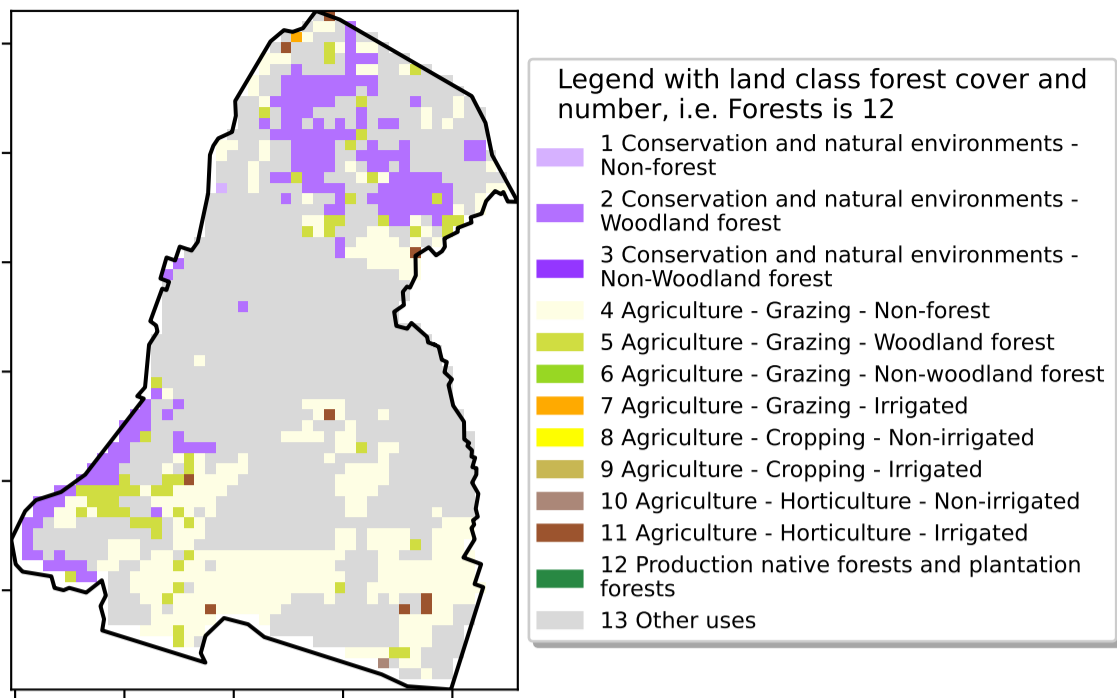 Legend with land class forest cover and
number, i.e. Forests is 12
1 Conservation and natural environments -
Non-forest
2 Conservation and natural environments -
Woodland forest
3 Conservation and natural environments -
Non-Woodland forest
4 Agriculture - Grazing - Non-forest
5 Agriculture - Grazing - Woodland forest
6 Agriculture - Grazing - Non-woodland forest
7 Agriculture - Grazing - Irrigated
8 Agriculture - Cropping - Non-irrigated
9 Agriculture - Cropping - Irrigated
10 Agriculture - Horticulture - Non-irrigated
11 Agriculture - Horticulture - Irrigated
12 Production native forests and plantation
forests
13 Other uses